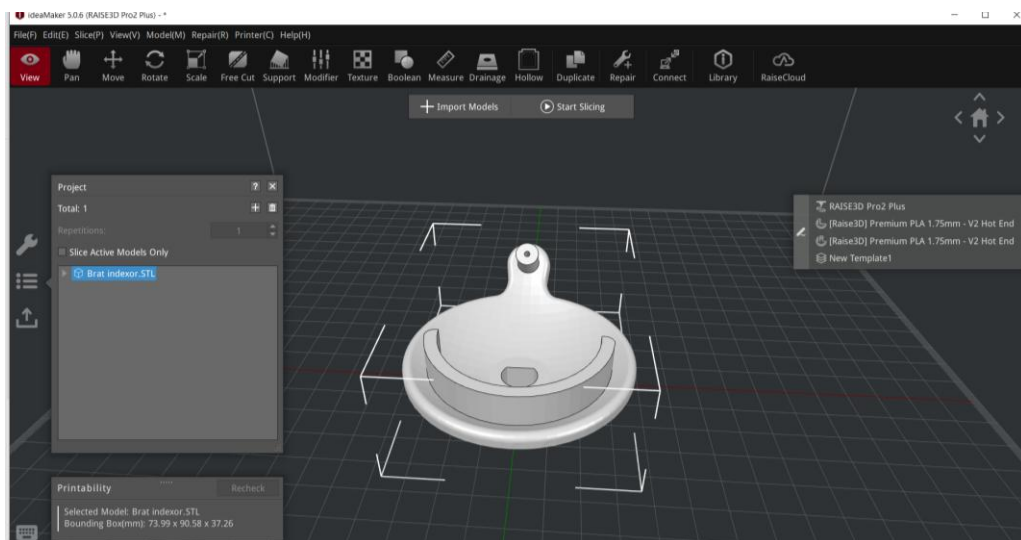 ideaMaker 5.0.6 (RAISE3D Pro2 Plus) - *
File(F) Edit(E) Slice(P) View(V) Model(M) Repair(R) Printer(C) Help(H)
View Pan Move Rotate Scale Free Cut Support Modifier Texture Boolean Measure Drainage Hollow Duplicate Repair Connect Library RaiseCloud
+ Import Models Start Slicing
Project ? ×
Total: 1
Repetitions: 1
Slice Active Models Only
Brat indexor.STL
RAISE3D Pro2 Plus
[Raise3D] Premium PLA 1.75mm - V2 Hot End
[Raise3D] Premium PLA 1.75mm - V2 Hot End
New Template1
Printability Recheck
Selected Model: Brat indexor.STL
Bounding Box(mm): 73.99 x 90.58 x 37.26